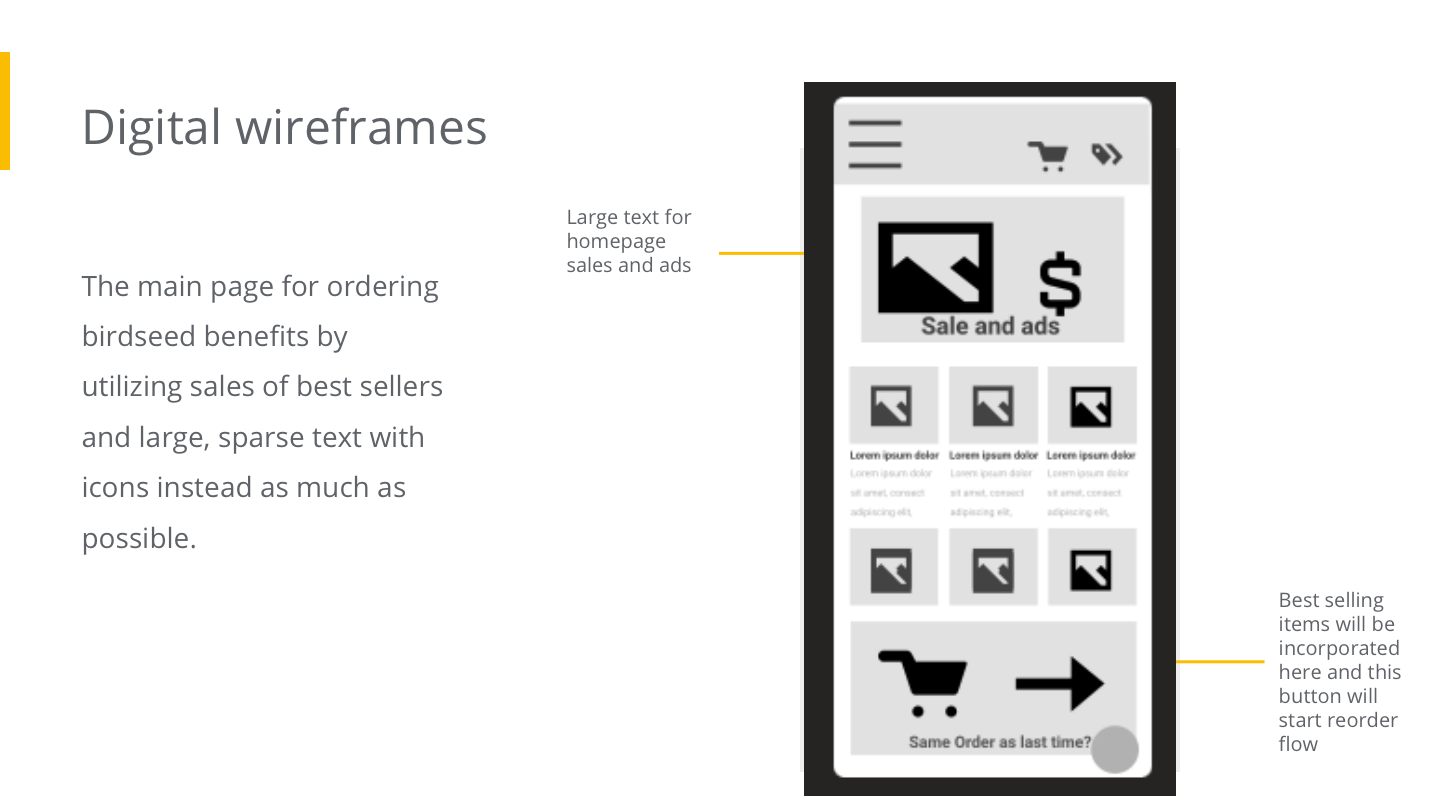 Digital wireframes
The main page for ordering
birdseed benefits by
utilizing sales of best sellers
and large, sparse text with
icons instead as much as
possible.
Large text for
homepage
sales and ads
$
Sale and ads
Lorem ipsum dolor
Lorem ipsum dolor
sit amet, consect
adipiscing elit,
Lorem ipsum dolor
Lorem ipsum dolor
sit amet, consect
adipiscing elit,
Lorem ipsum dolor
Lorem ipsum dolor
sit amet, consect
adipiscing elit,
Same Order as last time?
Best selling
items will be
incorporated
here and this
button will
start reorder
flow